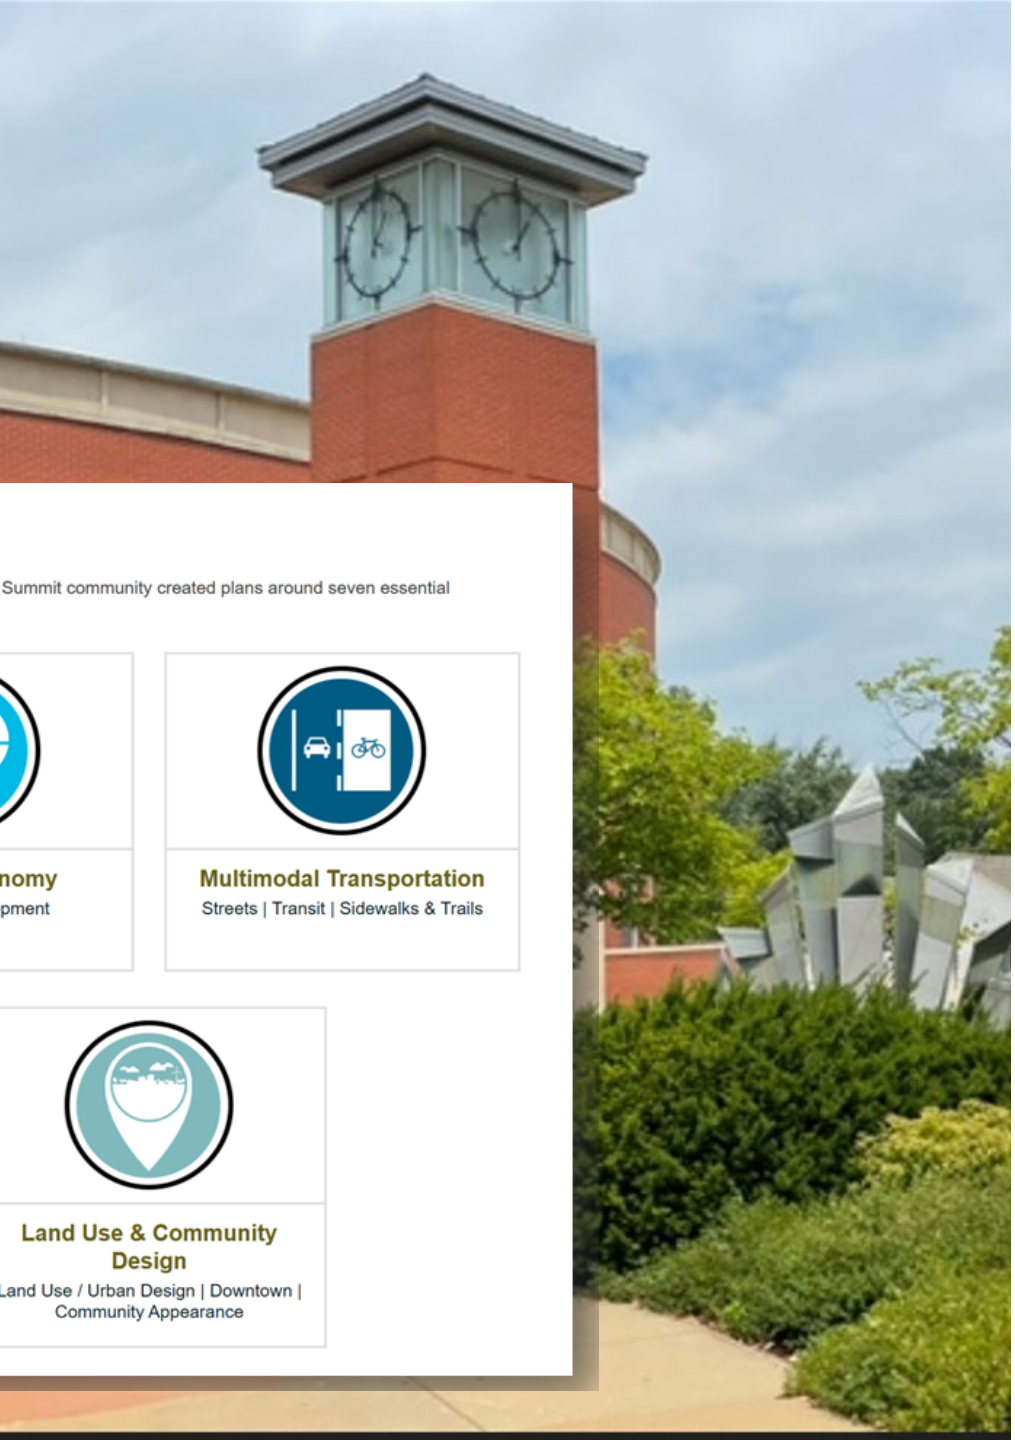 Summit community created plans around seven essential
nomy
pment
Multimodal Transportation
Streets | Transit | Sidewalks & Trails
Land Use & Community
Design
Land Use / Urban Design | Downtown |
Community Appearance